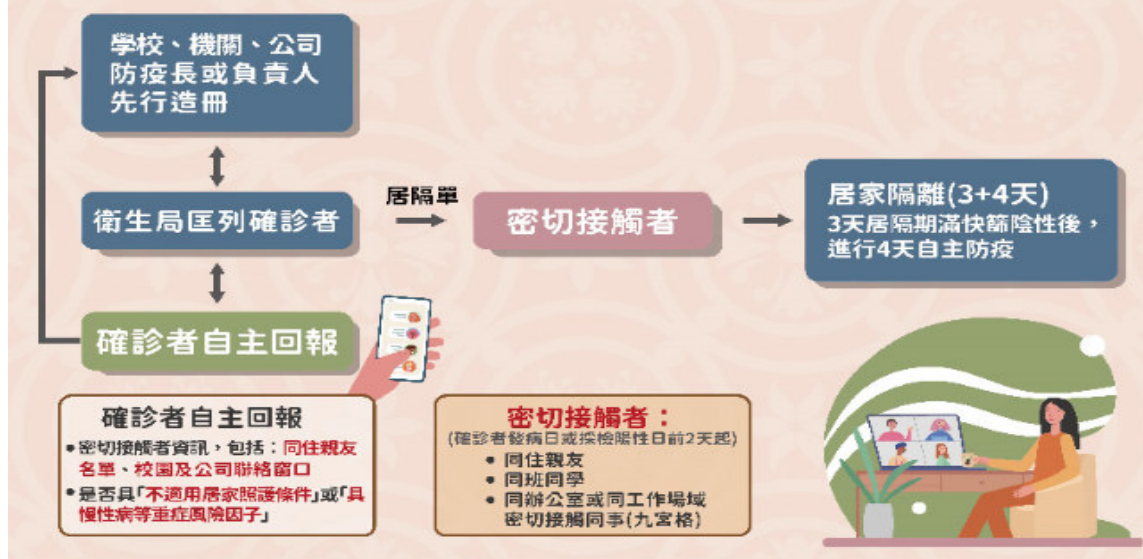 學校、機關、公司
防疫長或負責人
先行造冊
衛生局匡列確診者
居隔單
密切接觸者
居家隔離(3+4天)
3天居隔期滿快篩陰性後，
進行4天自主防疫
確診者自主回報
確診者自主回報
•密切接觸者資訊，包括：同住親友
名單、校園及公司聯絡窗口
•是否具「不適用居家照護條件」或「具
慢性病等重症風險因子」
密切接觸者：
(確診者發病日或採檢陽性日前2天起)
• 同住親友
• 同班同學
• 同辦公室或同工作場域
密切接觸同事(九宮格)